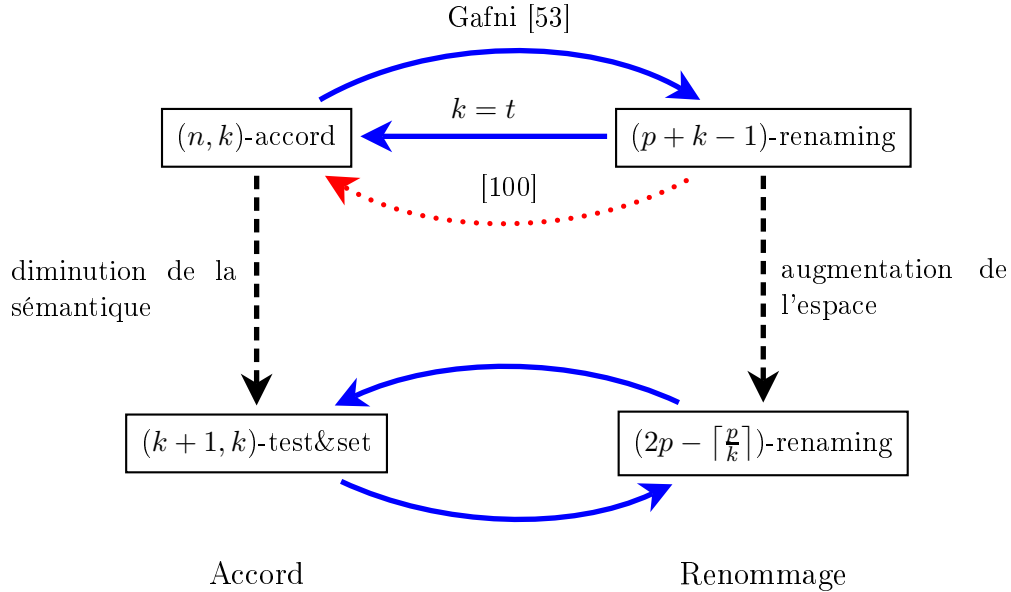 Gafni [53]
k = t
(n, k)-accord
(p + k − 1)-renaming
[100]
diminution de la
sémantique
augmentation de
l'espace
(k + 1, k)-test&set
(2p − ⌈p/k⌉)-renaming
Accord
Renommage